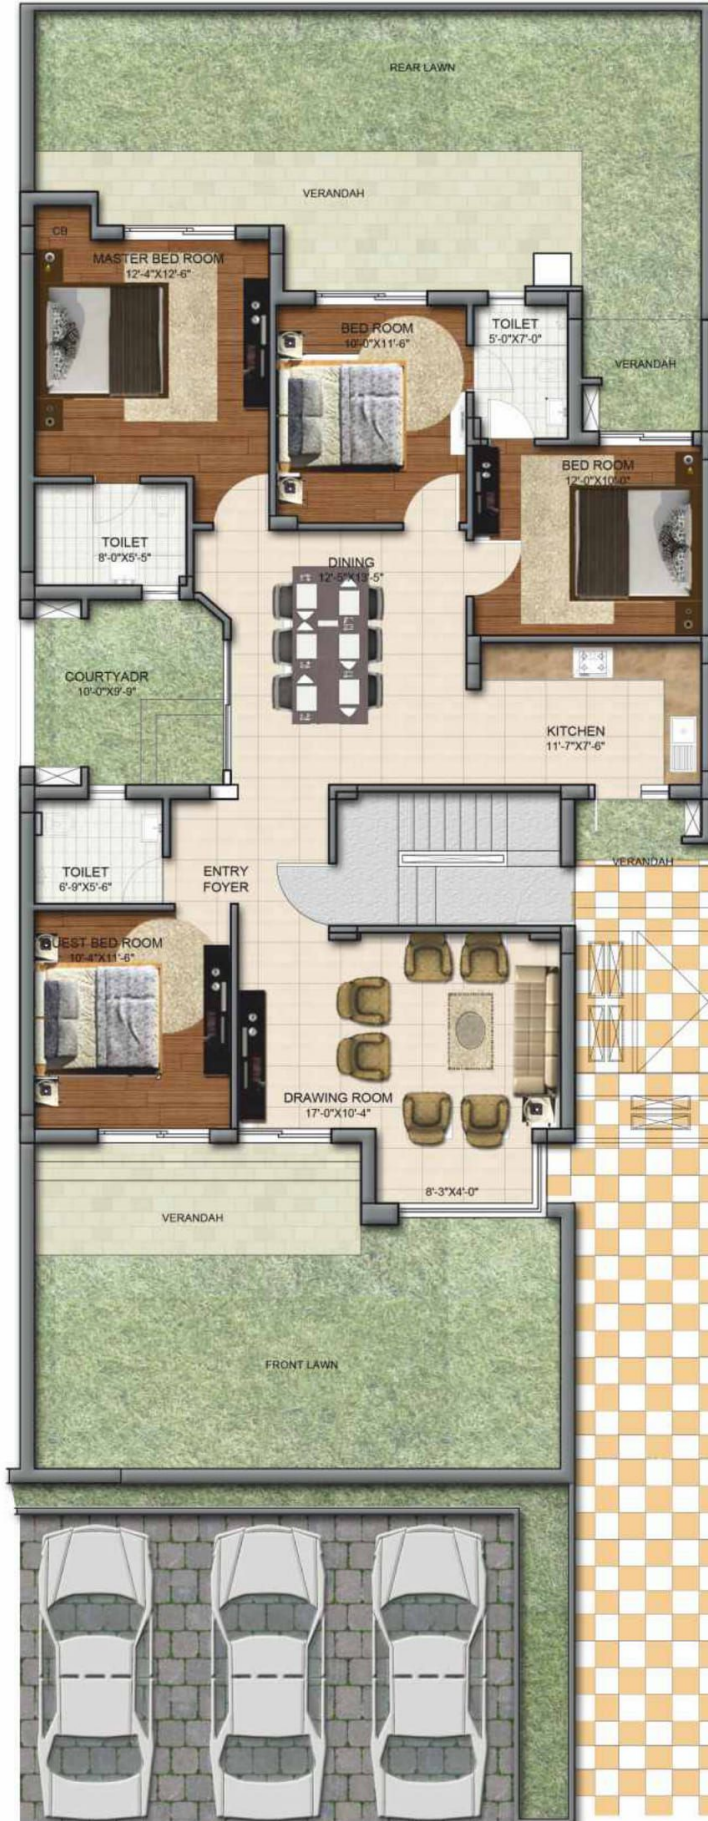 REAR LAWN
VERANDAH
CB
MASTER BED ROOM
12'-4"X12'-6"
BED ROOM
10'-0"X11'-6"
TOILET
5'-0"X7'-0"
VERANDAH
BED ROOM
12'-0"X10'-0"
TOILET
8'-0"X5'-5"
DINING
12'-5"X13'-5"
COURTYADR
10'-0"X9'-9"
KITCHEN
11'-7"X7'-6"
TOILET
6'-9"X5'-6"
ENTRY
FOYER
VERANDAH
UEST BED ROOM
10'-4"X11'-6"
DRAWING ROOM
17'-0"X10'-4"
8'-3"X4'-0"
VERANDAH
FRONT LAWN